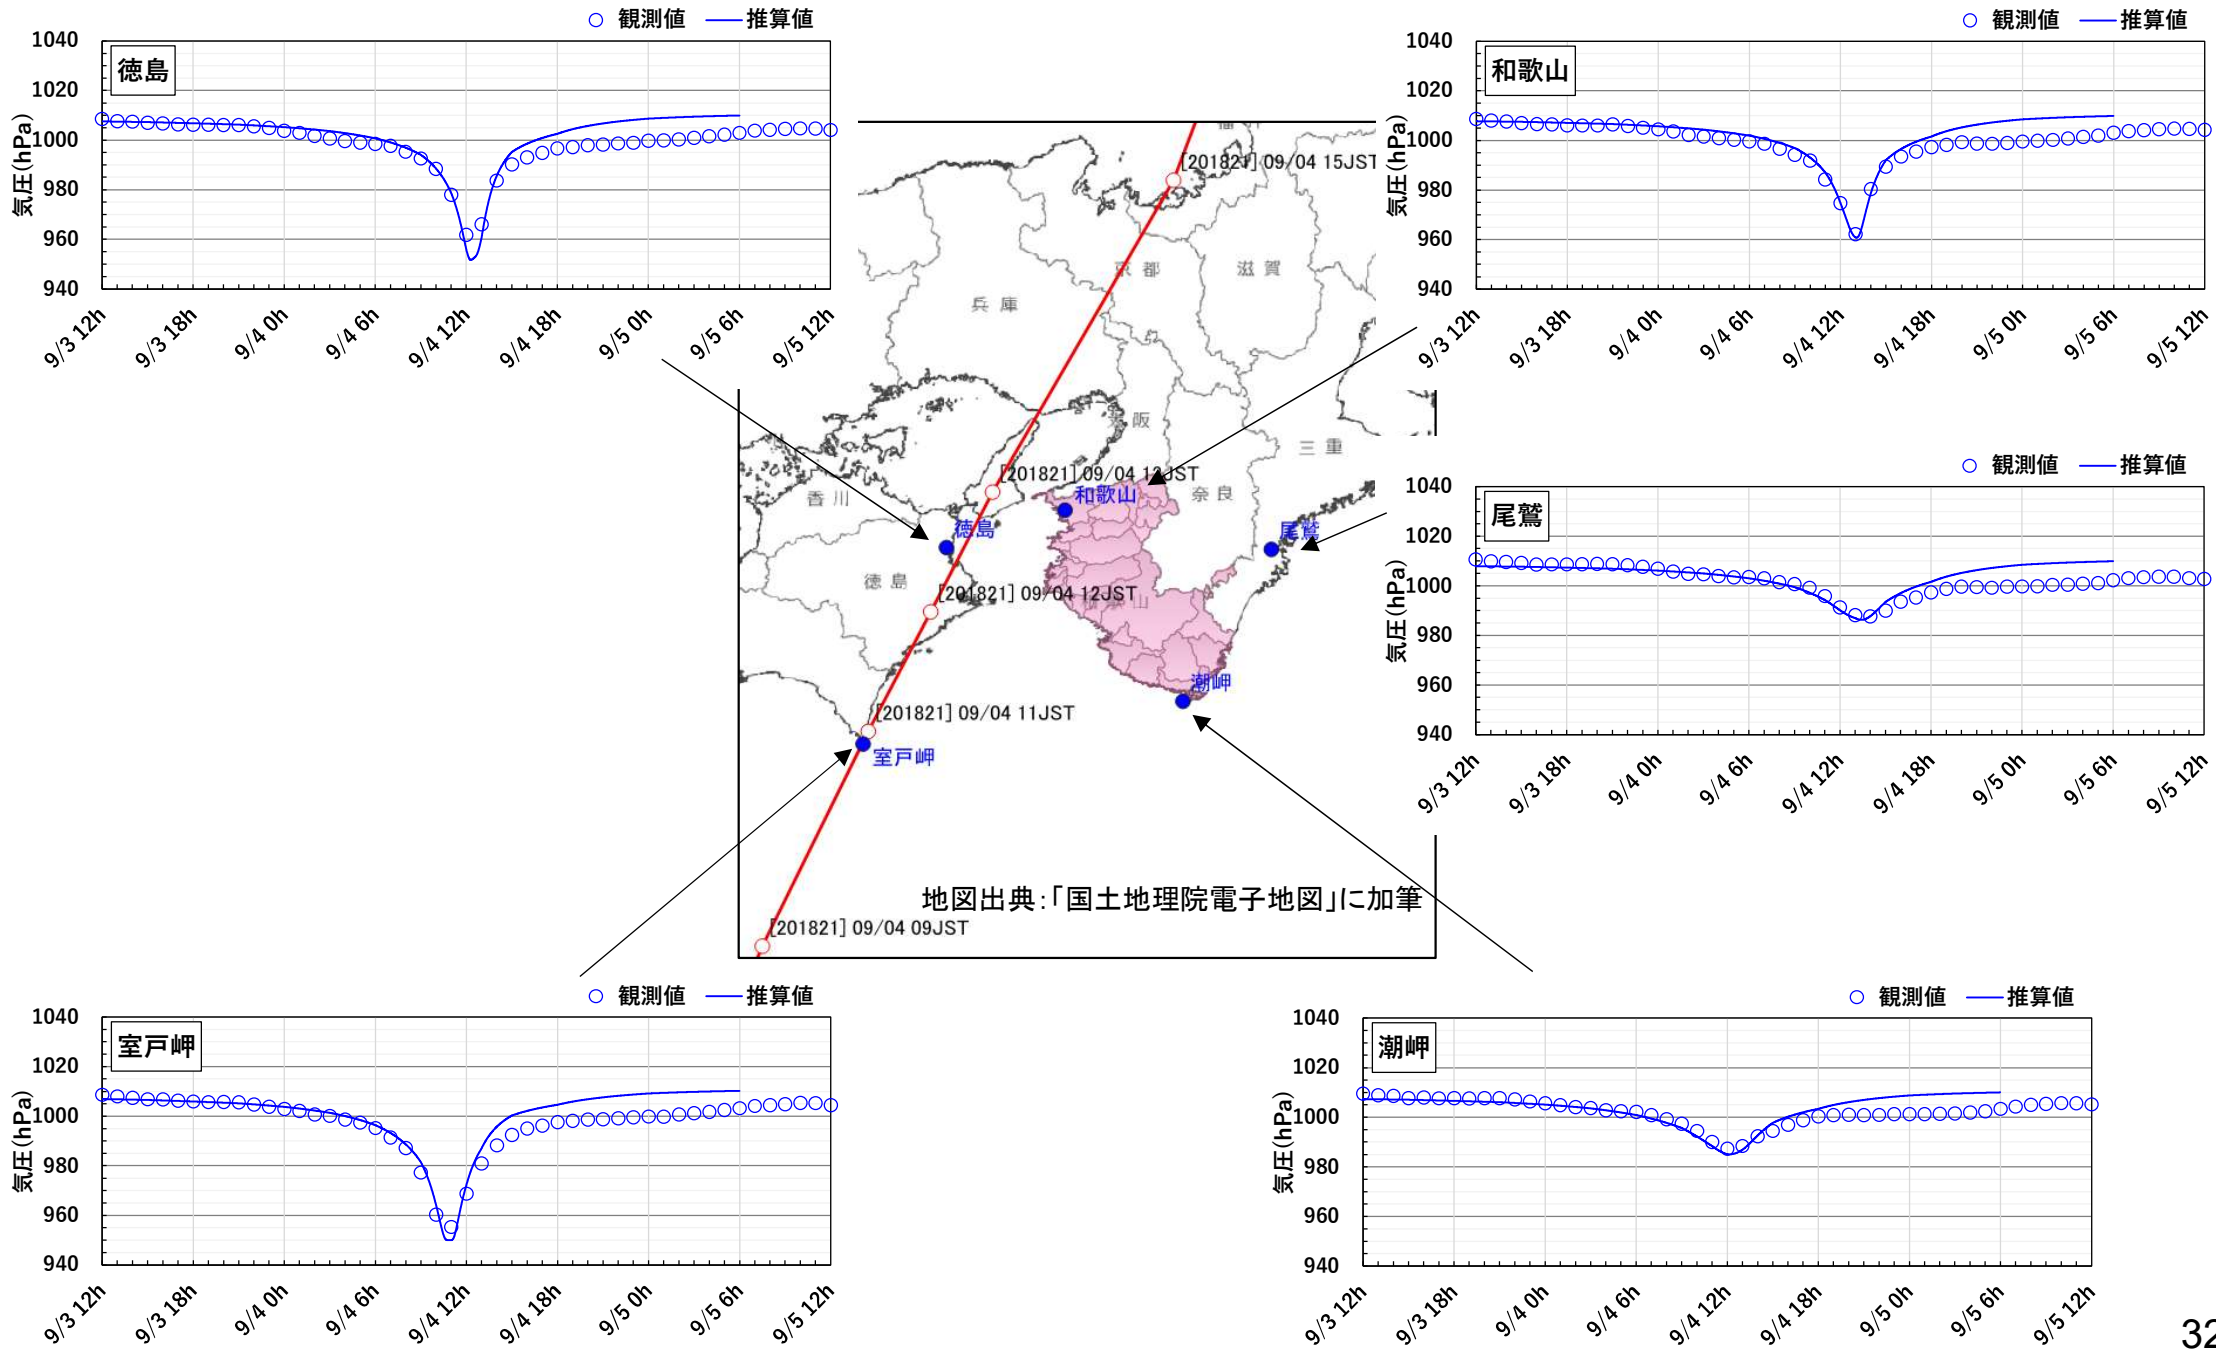 観測値 推算値
徳島
気圧(hPa)
1040
1020
1000
980
960
940
9/3 12h
9/3 18h
9/4 0h
9/4 6h
9/4 12h
9/4 18h
9/5 0h
9/5 6h
9/5 12h
観測値 推算値
和歌山
気圧(hPa)
1040
1020
1000
980
960
940
9/3 12h
9/3 18h
9/4 0h
9/4 6h
9/4 12h
9/4 18h
9/5 0h
9/5 6h
9/5 12h
[201821] 09/04 15JST
京都
滋賀
兵庫
大阪
三重
[201821] 09/04 13JST
香川
和歌山
奈良
徳島
尾鷲
徳島
[201821] 09/04 12JST
潮岬
[201821] 09/04 11JST
室戸岬
地図出典:「国土地理院電子地図」に加筆
[201821] 09/04 09JST
観測値 推算値
尾鷲
気圧(hPa)
1040
1020
1000
980
960
940
9/3 12h
9/3 18h
9/4 0h
9/4 6h
9/4 12h
9/4 18h
9/5 0h
9/5 6h
9/5 12h
観測値 推算値
室戸岬
気圧(hPa)
1040
1020
1000
980
960
940
9/3 12h
9/3 18h
9/4 0h
9/4 6h
9/4 12h
9/4 18h
9/5 0h
9/5 6h
9/5 12h
観測値 推算値
潮岬
気圧(hPa)
1040
1020
1000
980
960
940
9/3 12h
9/3 18h
9/4 0h
9/4 6h
9/4 12h
9/4 18h
9/5 0h
9/5 6h
9/5 12h
32